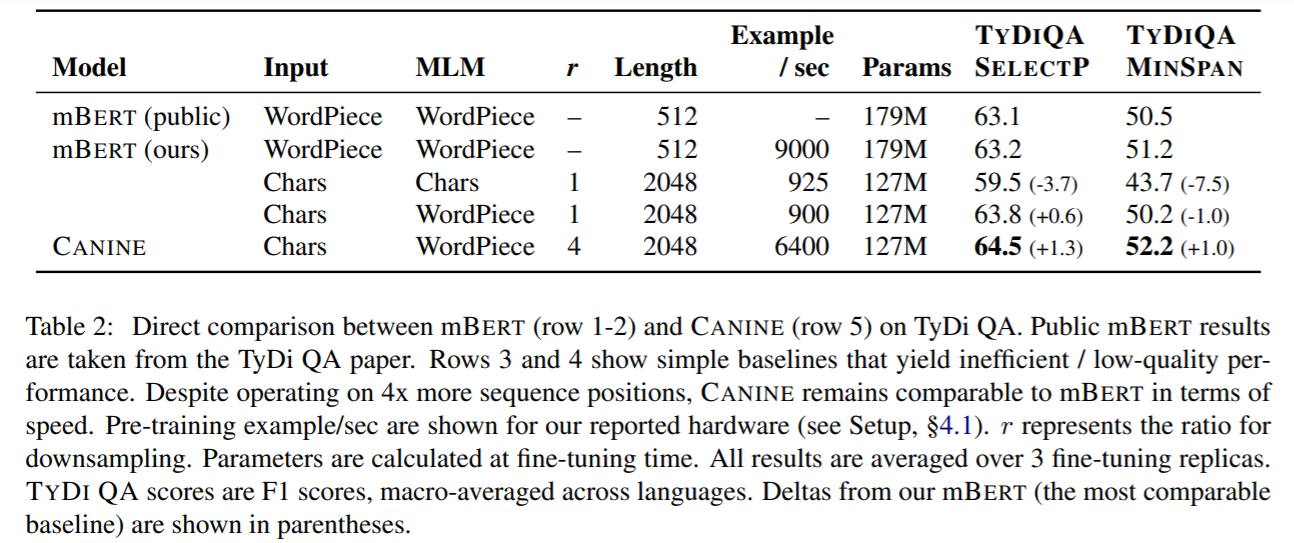 Example TYDIQA TYDIQA
Model Input MLM r Length / sec Params SELECTP MINSPAN
mBERT (public) WordPiece WordPiece – 512 – 179M 63.1 50.5
mBERT (ours) WordPiece WordPiece – 512 9000 179M 63.2 51.2
Chars Chars 1 2048 925 127M 59.5 (-3.7) 43.7 (-7.5)
Chars WordPiece 1 2048 900 127M 63.8 (+0.6) 50.2 (-1.0)
CANINE Chars WordPiece 4 2048 6400 127M 64.5 (+1.3) 52.2 (+1.0)
Table 2: Direct comparison between mBERT (row 1-2) and CANINE (row 5) on TyDi QA. Public mBERT results
are taken from the TyDi QA paper. Rows 3 and 4 show simple baselines that yield inefficient / low-quality per-
formance. Despite operating on 4x more sequence positions, CANINE remains comparable to mBERT in terms of
speed. Pre-training example/sec are shown for our reported hardware (see Setup, §4.1). r represents the ratio for
downsampling. Parameters are calculated at fine-tuning time. All results are averaged over 3 fine-tuning replicas.
TYDI QA scores are F1 scores, macro-averaged across languages. Deltas from our mBERT (the most comparable
baseline) are shown in parentheses.